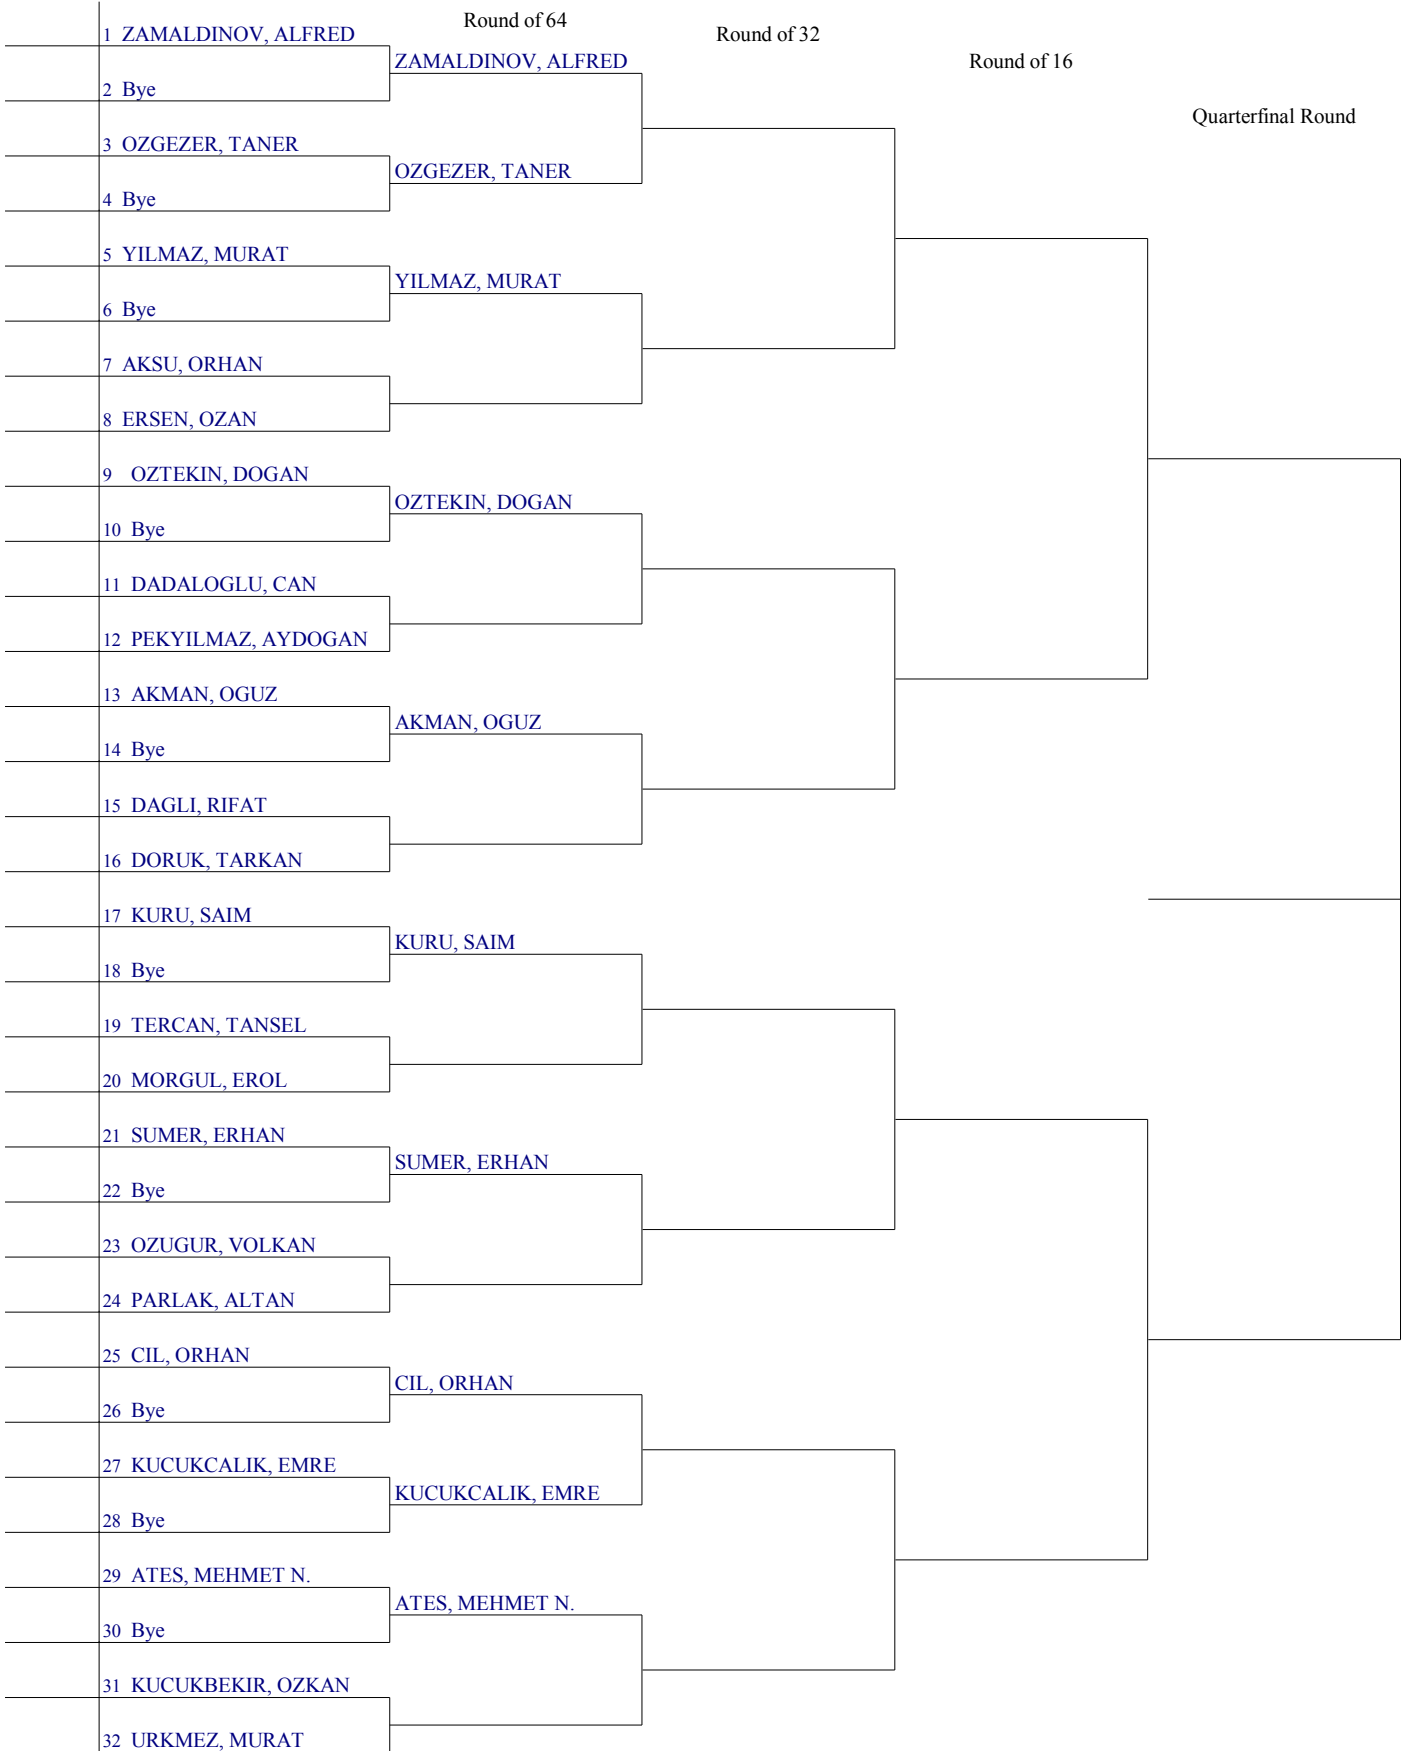 Round of 64
Round of 32
Round of 16
Quarterfinal Round
1 ZAMALDINOV, ALFRED
ZAMALDINOV, ALFRED
2 Bye
3 OZGEZER, TANER
OZGEZER, TANER
4 Bye
5 YILMAZ, MURAT
YILMAZ, MURAT
6 Bye
7 AKSU, ORHAN
8 ERSEN, OZAN
9 OZTEKIN, DOGAN
OZTEKIN, DOGAN
10 Bye
11 DADALOGLU, CAN
12 PEKYILMAZ, AYDOGAN
13 AKMAN, OGUZ
AKMAN, OGUZ
14 Bye
15 DAGLI, RIFAT
16 DORUK, TARKAN
17 KURU, SAIM
KURU, SAIM
18 Bye
19 TERCAN, TANSEL
20 MORGUL, EROL
21 SUMER, ERHAN
SUMER, ERHAN
22 Bye
23 OZUGUR, VOLKAN
24 PARLAK, ALTAN
25 CIL, ORHAN
CIL, ORHAN
26 Bye
27 KUCUKCALIK, EMRE
KUCUKCALIK, EMRE
28 Bye
29 ATES, MEHMET N.
ATES, MEHMET N.
30 Bye
31 KUCUKBEKIR, OZKAN
32 URKMEZ, MURAT